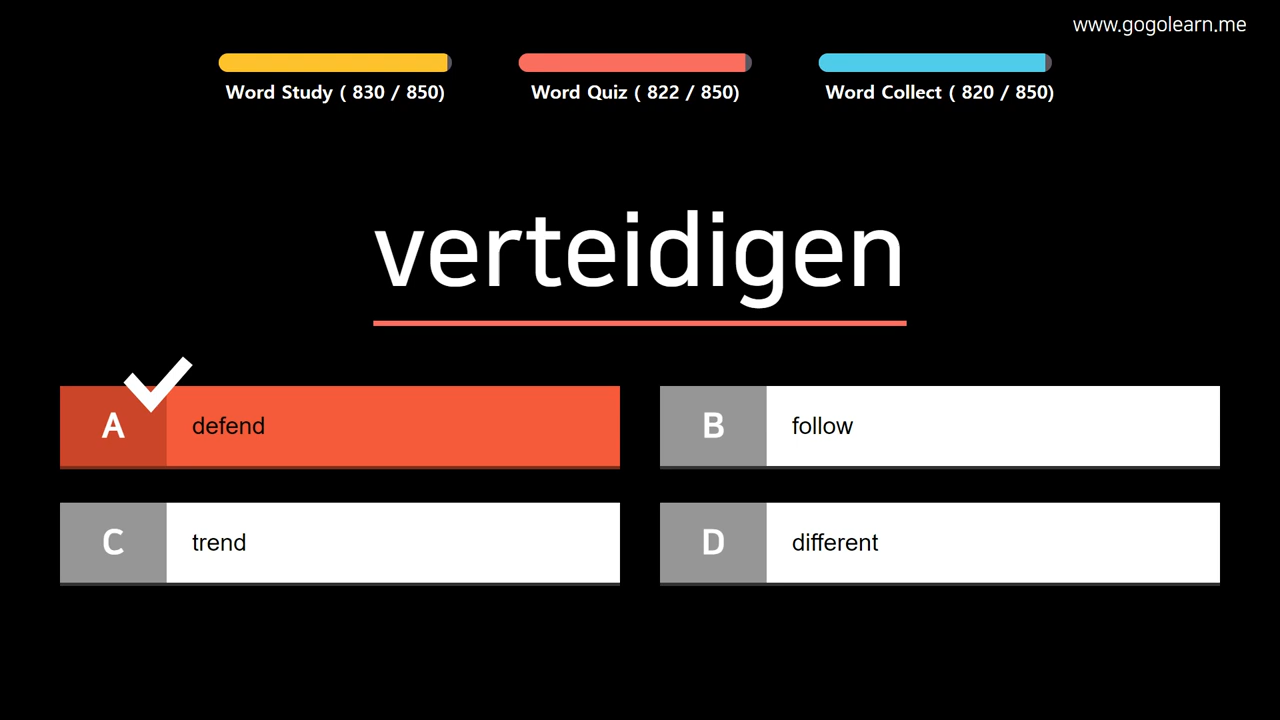 www.gogolearn.me
Word Study ( 830 / 850)
Word Quiz ( 822 / 850)
Word Collect ( 820 / 850)
verteidigen
A defend
B follow
C trend
D different